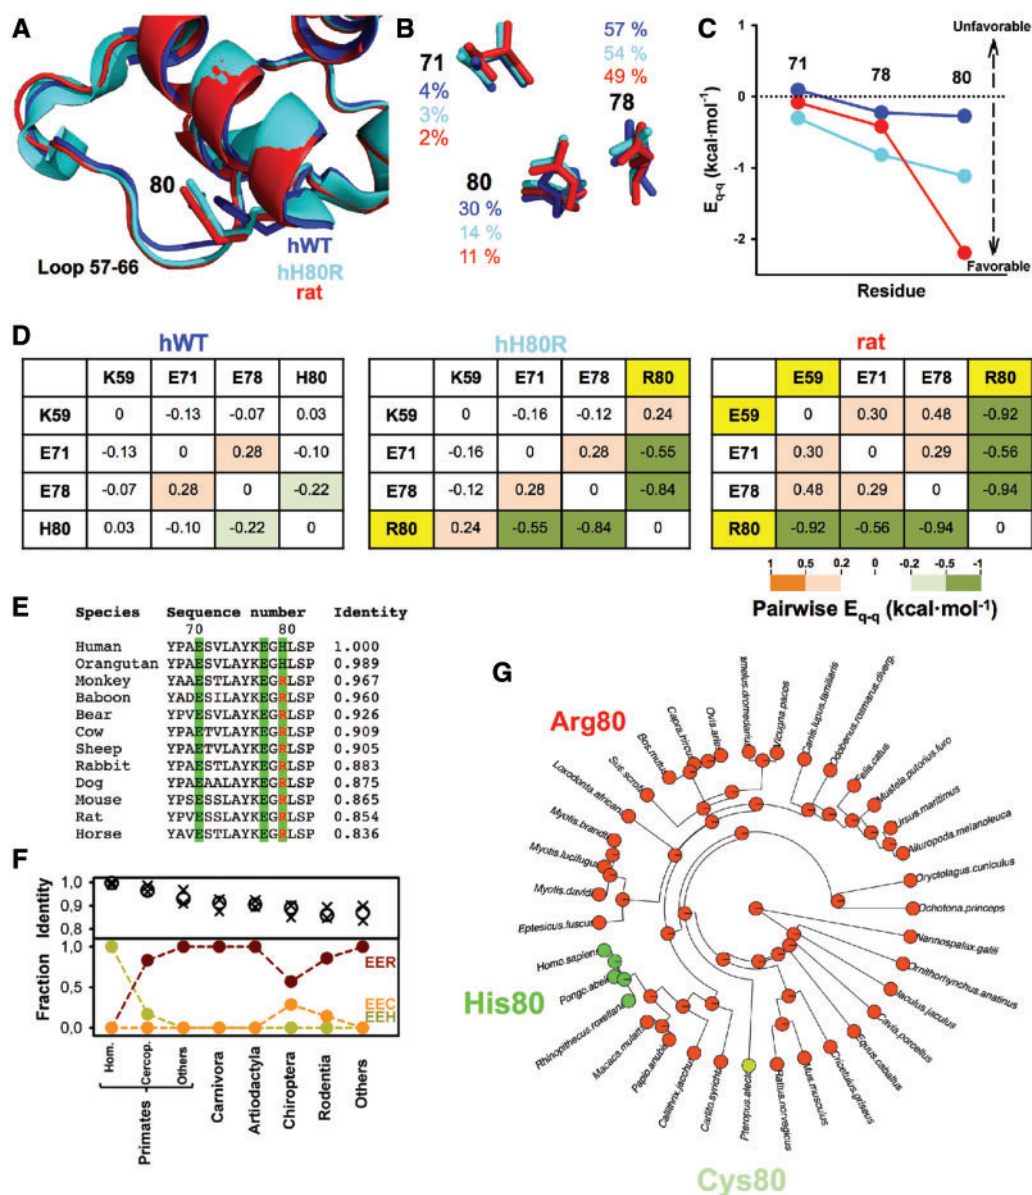 A
80
Loop 57-66
hWT
hH80R
rat
B
71
4%
3%
2%
57 %
54 %
49 %
78
80
30 %
14 %
11 %
C
1
0
-1
-2
E_q-q (kcal·mol⁻¹)
71
78
80
Unfavorable
Favorable
Residue
D
hWT
K59 E71 E78 H80
K59 0 -0.13 -0.07 0.03
E71 -0.13 0 0.28 -0.10
E78 -0.07 0.28 0 -0.22
H80 0.03 -0.10 -0.22 0
hH80R
K59 E71 E78 R80
K59 0 -0.16 -0.12 0.24
E71 -0.16 0 0.28 -0.55
E78 -0.12 0.28 0 -0.84
R80 0.24 -0.55 -0.84 0
rat
E59 E71 E78 R80
E59 0 0.30 0.48 -0.92
E71 0.30 0 0.29 -0.56
E78 0.48 0.29 0 -0.94
R80 -0.92 -0.56 -0.94 0
1 0.5 0.2 0 -0.2 -0.5 -1
Pairwise E_q-q (kcal·mol⁻¹)
E
Species Sequence number Identity
70 80
Human YPAESVLAYKEGHLSP 1.000
Orangutan YPAESVLAYKEGHLSP 0.989
Monkey YAAESTLAYKEGRLSP 0.967
Baboon YADESILAYKEGRLSP 0.960
Bear YPVESVLAYKEGRLSP 0.926
Cow YPAETVLAYKEGRLSP 0.909
Sheep YPAETVLAYKEGRLSP 0.905
Rabbit YPAESTLAYKEGRLSP 0.883
Dog YPAEAALAYKEGRLSP 0.875
Mouse YPSESSLAYKEGRLSP 0.865
Rat YPVESSLAYKEGRLSP 0.854
Horse YAVESTLAYKEGRLSP 0.836
F
Identity
1.0
0.9
0.8
Fraction
1.0
0.5
0.0
EER
EEC
EEH
Hom.
Cercop.
Others
Primates
Carnivora
Artiodactyla
Chiroptera
Rodentia
Others
G
Arg80
His80
Cys80
Loxodonta.africana
Sus.scrofa
Bos.mutus
Capra.hircus
Ovis.aries
amelus.dromedarius
Vicugna.pacos
Canis.lupus.familiaris
Odobenus.rosmarus.diverg.
Felis.catus
Mustela.putorius.furo
Ursus.maritimus
Ailuropoda.melanoleuca
Oryctolagus.cuniculus
Ochotona.princeps
Nannospalax.galili
Ornithorhynchus.anatinus
Jaculus.jaculus
Cavia.porcellus
Equus.caballus
Cricetulus.griseus
Mus.musculus
Rattus.norvegicus
Pteropus.alecto
Carlito.syrichta
Callithrix.jacchus
Papio.anubis
Macaca.mulatta
Rhinopithecus.roxellana
Pongo.abelii
Homo.sapiens
Eptesicus.fuscus
Myotis.davidii
Myotis.lucifugus
Myotis.brandtii